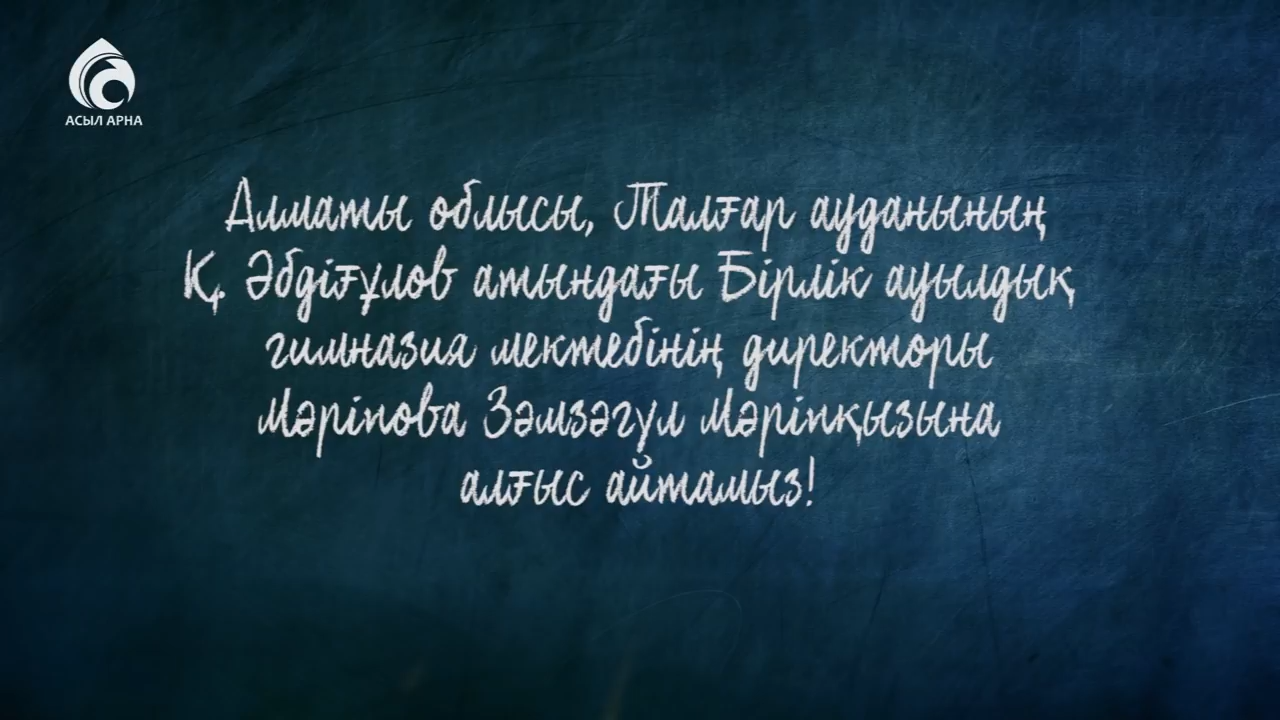 АСЫЛ АРНА
Алматы облысы, Талғар ауданының
Қ. Әбдіғұлов атындағы Бірлік ауылдық
гимназия мектебінің директоры
Мәріпова Зәмзәгүл Мәріпқызына
алғыс айтамыз!